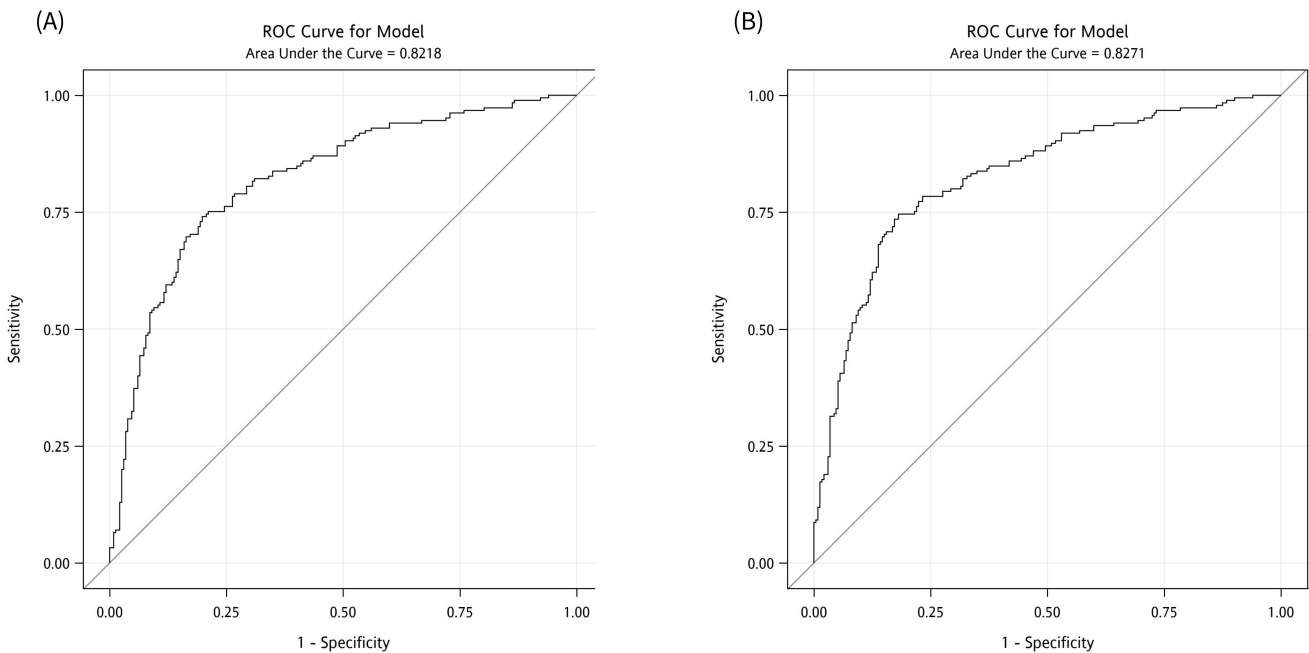 (A)
ROC Curve for Model
Area Under the Curve = 0.8218
1.00
0.75
0.50
0.25
0.00
Sensitivity
0.00 0.25 0.50 0.75 1.00
1 - Specificity
(B)
ROC Curve for Model
Area Under the Curve = 0.8271
1.00
0.75
0.50
0.25
0.00
Sensitivity
0.00 0.25 0.50 0.75 1.00
1 - Specificity